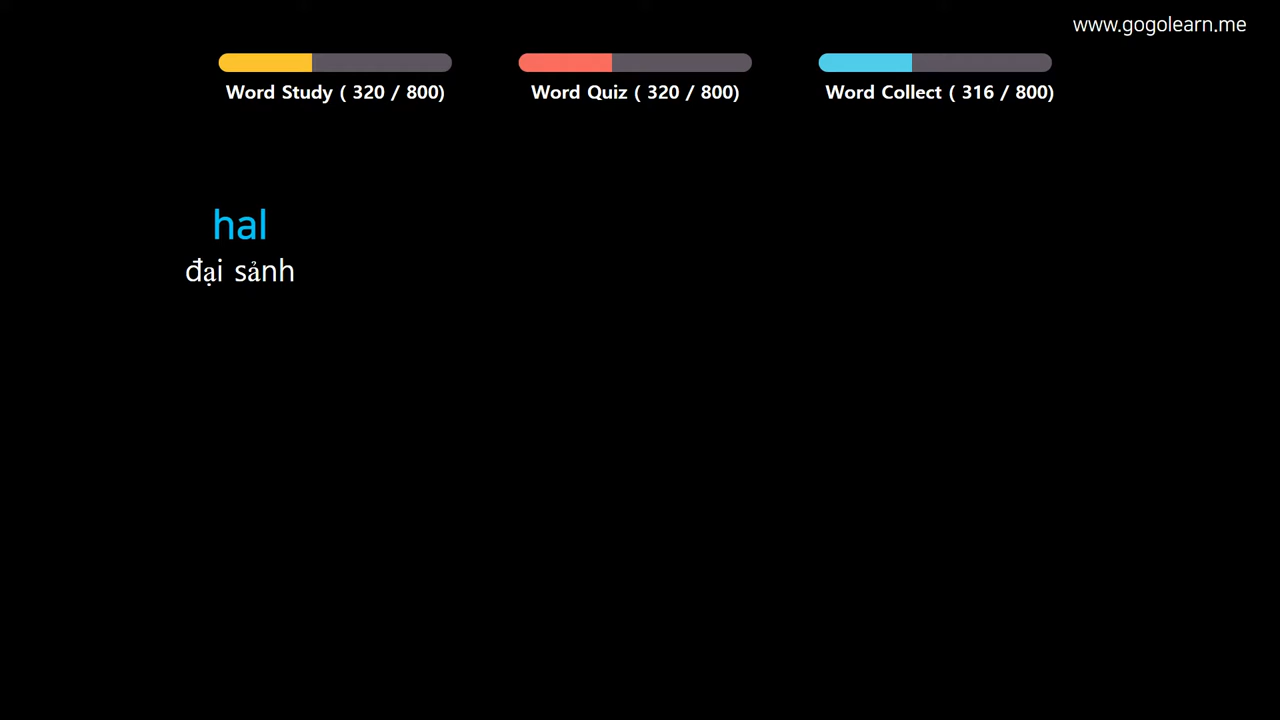 www.gogolearn.me
Word Study ( 320 / 800)
Word Quiz ( 320 / 800)
Word Collect ( 316 / 800)
hal
đại sảnh